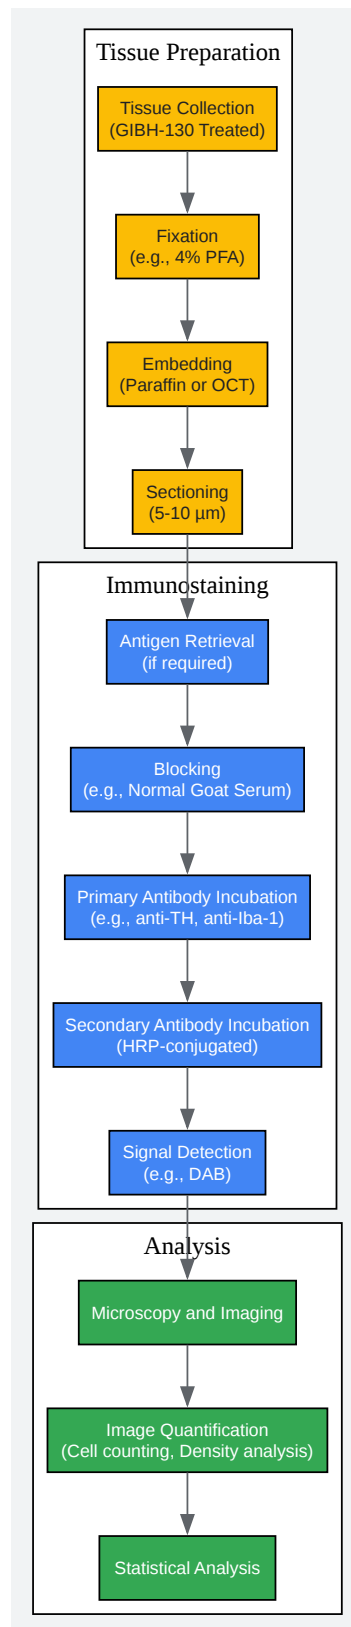 Tissue Preparation
Tissue Collection
(GIBH-130 Treated)
Fixation
(e.g., 4% PFA)
Embedding
(Paraffin or OCT)
Sectioning
(5-10 µm)
Immunostaining
Antigen Retrieval
(if required)
Blocking
(e.g., Normal Goat Serum)
Primary Antibody Incubation
(e.g., anti-TH, anti-Iba-1)
Secondary Antibody Incubation
(HRP-conjugated)
Signal Detection
(e.g., DAB)
Analysis
Microscopy and Imaging
Image Quantification
(Cell counting, Density analysis)
Statistical Analysis